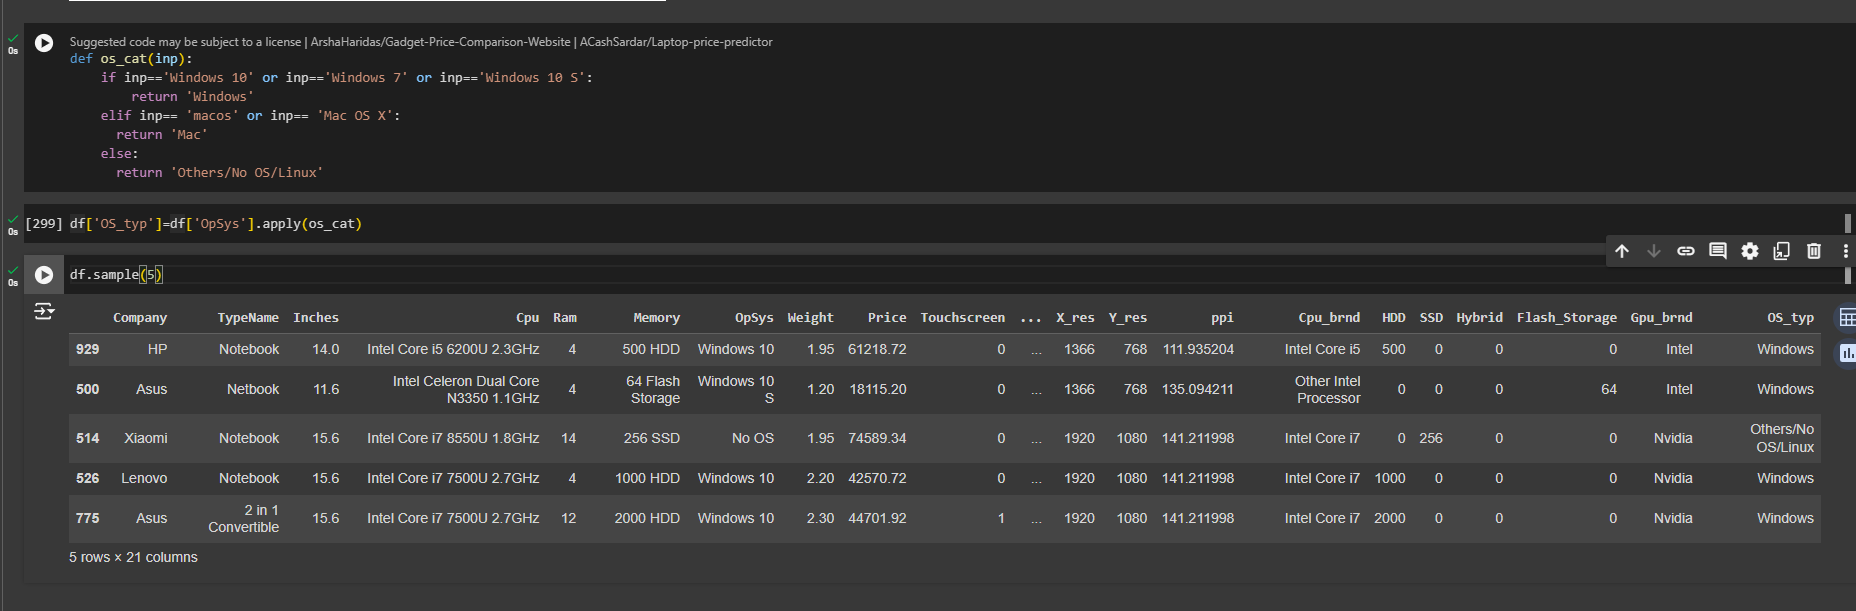 Suggested code may be subject to a license | ArshaHaridas/Gadget-Price-Comparison-Website | ACashSardar/Laptop-price-predictor
0s
def os_cat(inp):
    if inp=='Windows 10' or inp=='Windows 7' or inp=='Windows 10 S':
        return 'Windows'
    elif inp== 'macos' or inp== 'Mac OS X':
      return 'Mac'
    else:
      return 'Others/No OS/Linux'
0s [299] df['OS_typ']=df['OpSys'].apply(os_cat)
0s df.sample(5)
Company TypeName Inches Cpu Ram Memory OpSys Weight Price Touchscreen ... X_res Y_res ppi Cpu_brnd HDD SSD Hybrid Flash_Storage Gpu_brnd OS_typ
929 HP Notebook 14.0 Intel Core i5 6200U 2.3GHz 4 500 HDD Windows 10 1.95 61218.72 0 ... 1366 768 111.935204 Intel Core i5 500 0 0 0 Intel Windows
500 Asus Netbook 11.6 Intel Celeron Dual Core N3350 1.1GHz 4 64 Flash Storage Windows 10 S 1.20 18115.20 0 ... 1366 768 135.094211 Other Intel Processor 0 0 0 64 Intel Windows
514 Xiaomi Notebook 15.6 Intel Core i7 8550U 1.8GHz 14 256 SSD No OS 1.95 74589.34 0 ... 1920 1080 141.211998 Intel Core i7 0 256 0 0 Nvidia Others/No OS/Linux
526 Lenovo Notebook 15.6 Intel Core i7 7500U 2.7GHz 4 1000 HDD Windows 10 2.20 42570.72 0 ... 1920 1080 141.211998 Intel Core i7 1000 0 0 0 Nvidia Windows
775 Asus 2 in 1 Convertible 15.6 Intel Core i7 7500U 2.7GHz 12 2000 HDD Windows 10 2.30 44701.92 1 ... 1920 1080 141.211998 Intel Core i7 2000 0 0 0 Nvidia Windows
5 rows × 21 columns